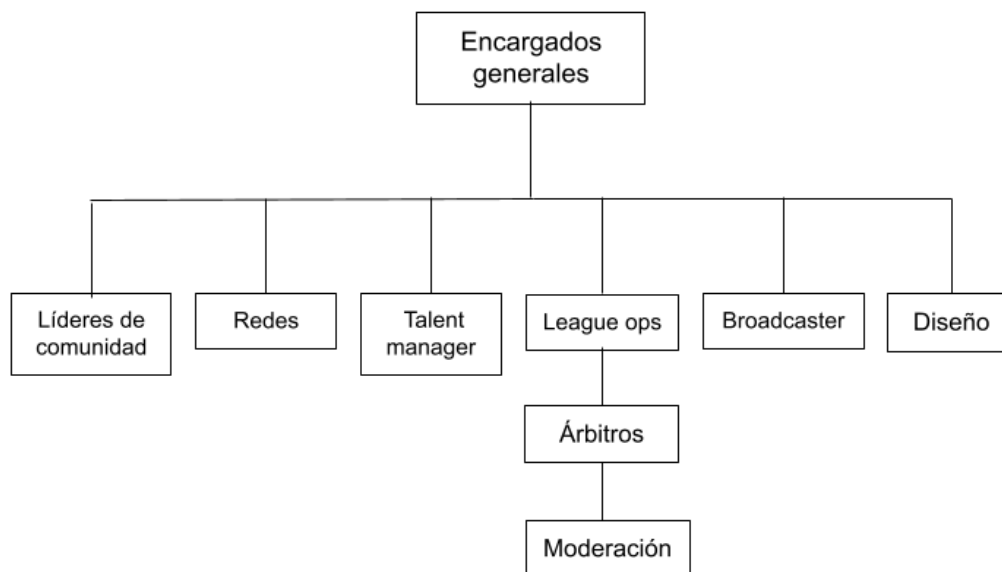 Encargados
generales
Líderes de
comunidad
Redes
Talent
manager
League ops
Broadcaster
Diseño
Árbitros
Moderación